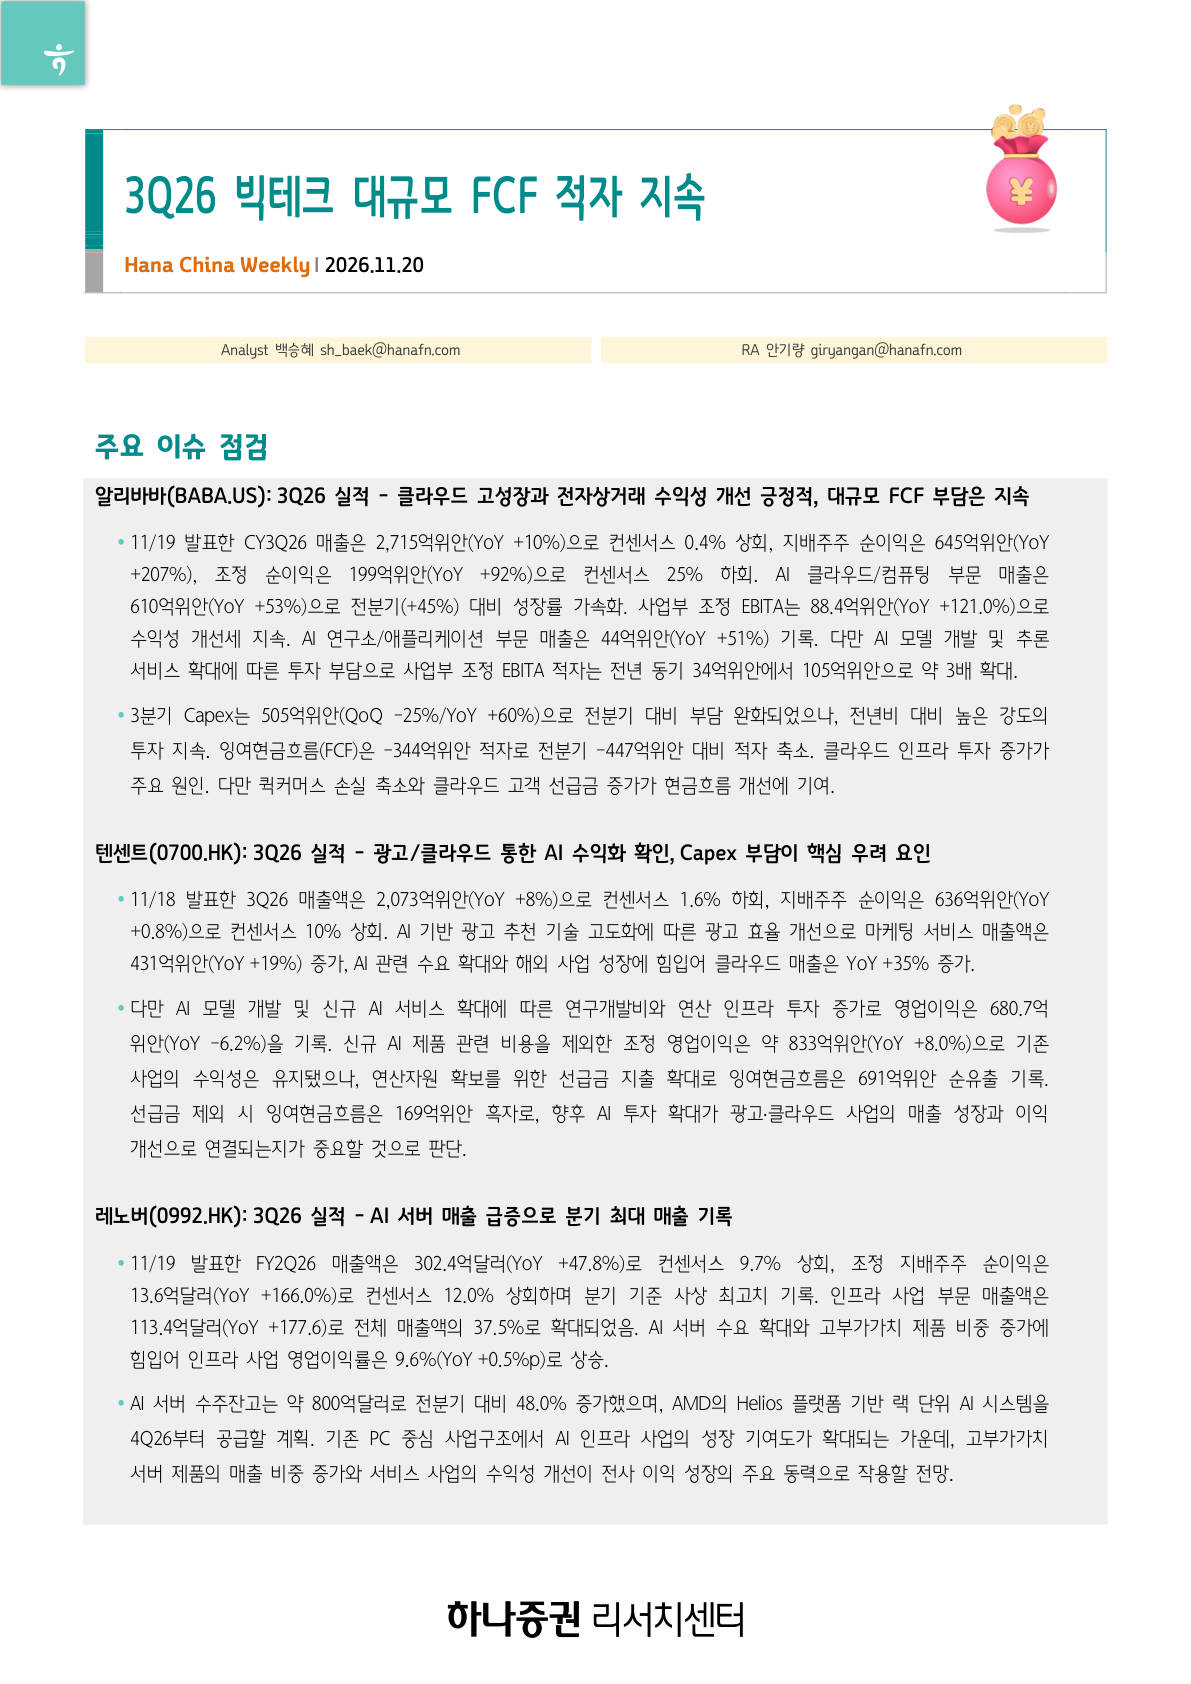 3Q26 빅테크 대규모 FCF 적자 지속
Hana China Weekly | 2026.11.20
Analyst 백승혜 sh_baek@hanafn.com
RA 안기량 giryangan@hanafn.com
주요 이슈 점검
알리바바(BABA.US): 3Q26 실적 - 클라우드 고성장과 전자상거래 수익성 개선 긍정적, 대규모 FCF 부담은 지속
• 11/19 발표한 CY3Q26 매출은 2,715억위안(YoY +10%)으로 컨센서스 0.4% 상회, 지배주주 순이익은 645억위안(YoY
+207%), 조정 순이익은 199억위안(YoY +92%)으로 컨센서스 25% 하회. AI 클라우드/컴퓨팅 부문 매출은
610억위안(YoY +53%)으로 전분기(+45%) 대비 성장률 가속화. 사업부 조정 EBITA는 88.4억위안(YoY +121.0%)으로
수익성 개선세 지속. AI 연구소/애플리케이션 부문 매출은 44억위안(YoY +51%) 기록. 다만 AI 모델 개발 및 추론
서비스 확대에 따른 투자 부담으로 사업부 조정 EBITA 적자는 전년 동기 34억위안에서 105억위안으로 약 3배 확대.
• 3분기 Capex는 505억위안(QoQ -25%/YoY +60%)으로 전분기 대비 부담 완화되었으나, 전년비 대비 높은 강도의
투자 지속. 잉여현금흐름(FCF)은 -344억위안 적자로 전분기 -447억위안 대비 적자 축소. 클라우드 인프라 투자 증가가
주요 원인. 다만 퀵커머스 손실 축소와 클라우드 고객 선급금 증가가 현금흐름 개선에 기여.
텐센트(0700.HK): 3Q26 실적 - 광고/클라우드 통한 AI 수익화 확인, Capex 부담이 핵심 우려 요인
• 11/18 발표한 3Q26 매출액은 2,073억위안(YoY +8%)으로 컨센서스 1.6% 하회, 지배주주 순이익은 636억위안(YoY
+0.8%)으로 컨센서스 10% 상회. AI 기반 광고 추천 기술 고도화에 따른 광고 효율 개선으로 마케팅 서비스 매출액은
431억위안(YoY +19%) 증가, AI 관련 수요 확대와 해외 사업 성장에 힘입어 클라우드 매출은 YoY +35% 증가.
• 다만 AI 모델 개발 및 신규 AI 서비스 확대에 따른 연구개발비와 연산 인프라 투자 증가로 영업이익은 680.7억
위안(YoY -6.2%)을 기록. 신규 AI 제품 관련 비용을 제외한 조정 영업이익은 약 833억위안(YoY +8.0%)으로 기존
사업의 수익성은 유지됐으나, 연산자원 확보를 위한 선급금 지출 확대로 잉여현금흐름은 691억위안 순유출 기록.
선급금 제외 시 잉여현금흐름은 169억위안 흑자로, 향후 AI 투자 확대가 광고·클라우드 사업의 매출 성장과 이익
개선으로 연결되는지가 중요할 것으로 판단.
레노버(0992.HK): 3Q26 실적 - AI 서버 매출 급증으로 분기 최대 매출 기록
• 11/19 발표한 FY2Q26 매출액은 302.4억달러(YoY +47.8%)로 컨센서스 9.7% 상회, 조정 지배주주 순이익은
13.6억달러(YoY +166.0%)로 컨센서스 12.0% 상회하며 분기 기준 사상 최고치 기록. 인프라 사업 부문 매출액은
113.4억달러(YoY +177.6)로 전체 매출액의 37.5%로 확대되었음. AI 서버 수요 확대와 고부가가치 제품 비중 증가에
힘입어 인프라 사업 영업이익률은 9.6%(YoY +0.5%p)로 상승.
• AI 서버 수주잔고는 약 800억달러로 전분기 대비 48.0% 증가했으며, AMD의 Helios 플랫폼 기반 랙 단위 AI 시스템을
4Q26부터 공급할 계획. 기존 PC 중심 사업구조에서 AI 인프라 사업의 성장 기여도가 확대되는 가운데, 고부가가치
서버 제품의 매출 비중 증가와 서비스 사업의 수익성 개선이 전사 이익 성장의 주요 동력으로 작용할 전망.
하나증권 리서치센터